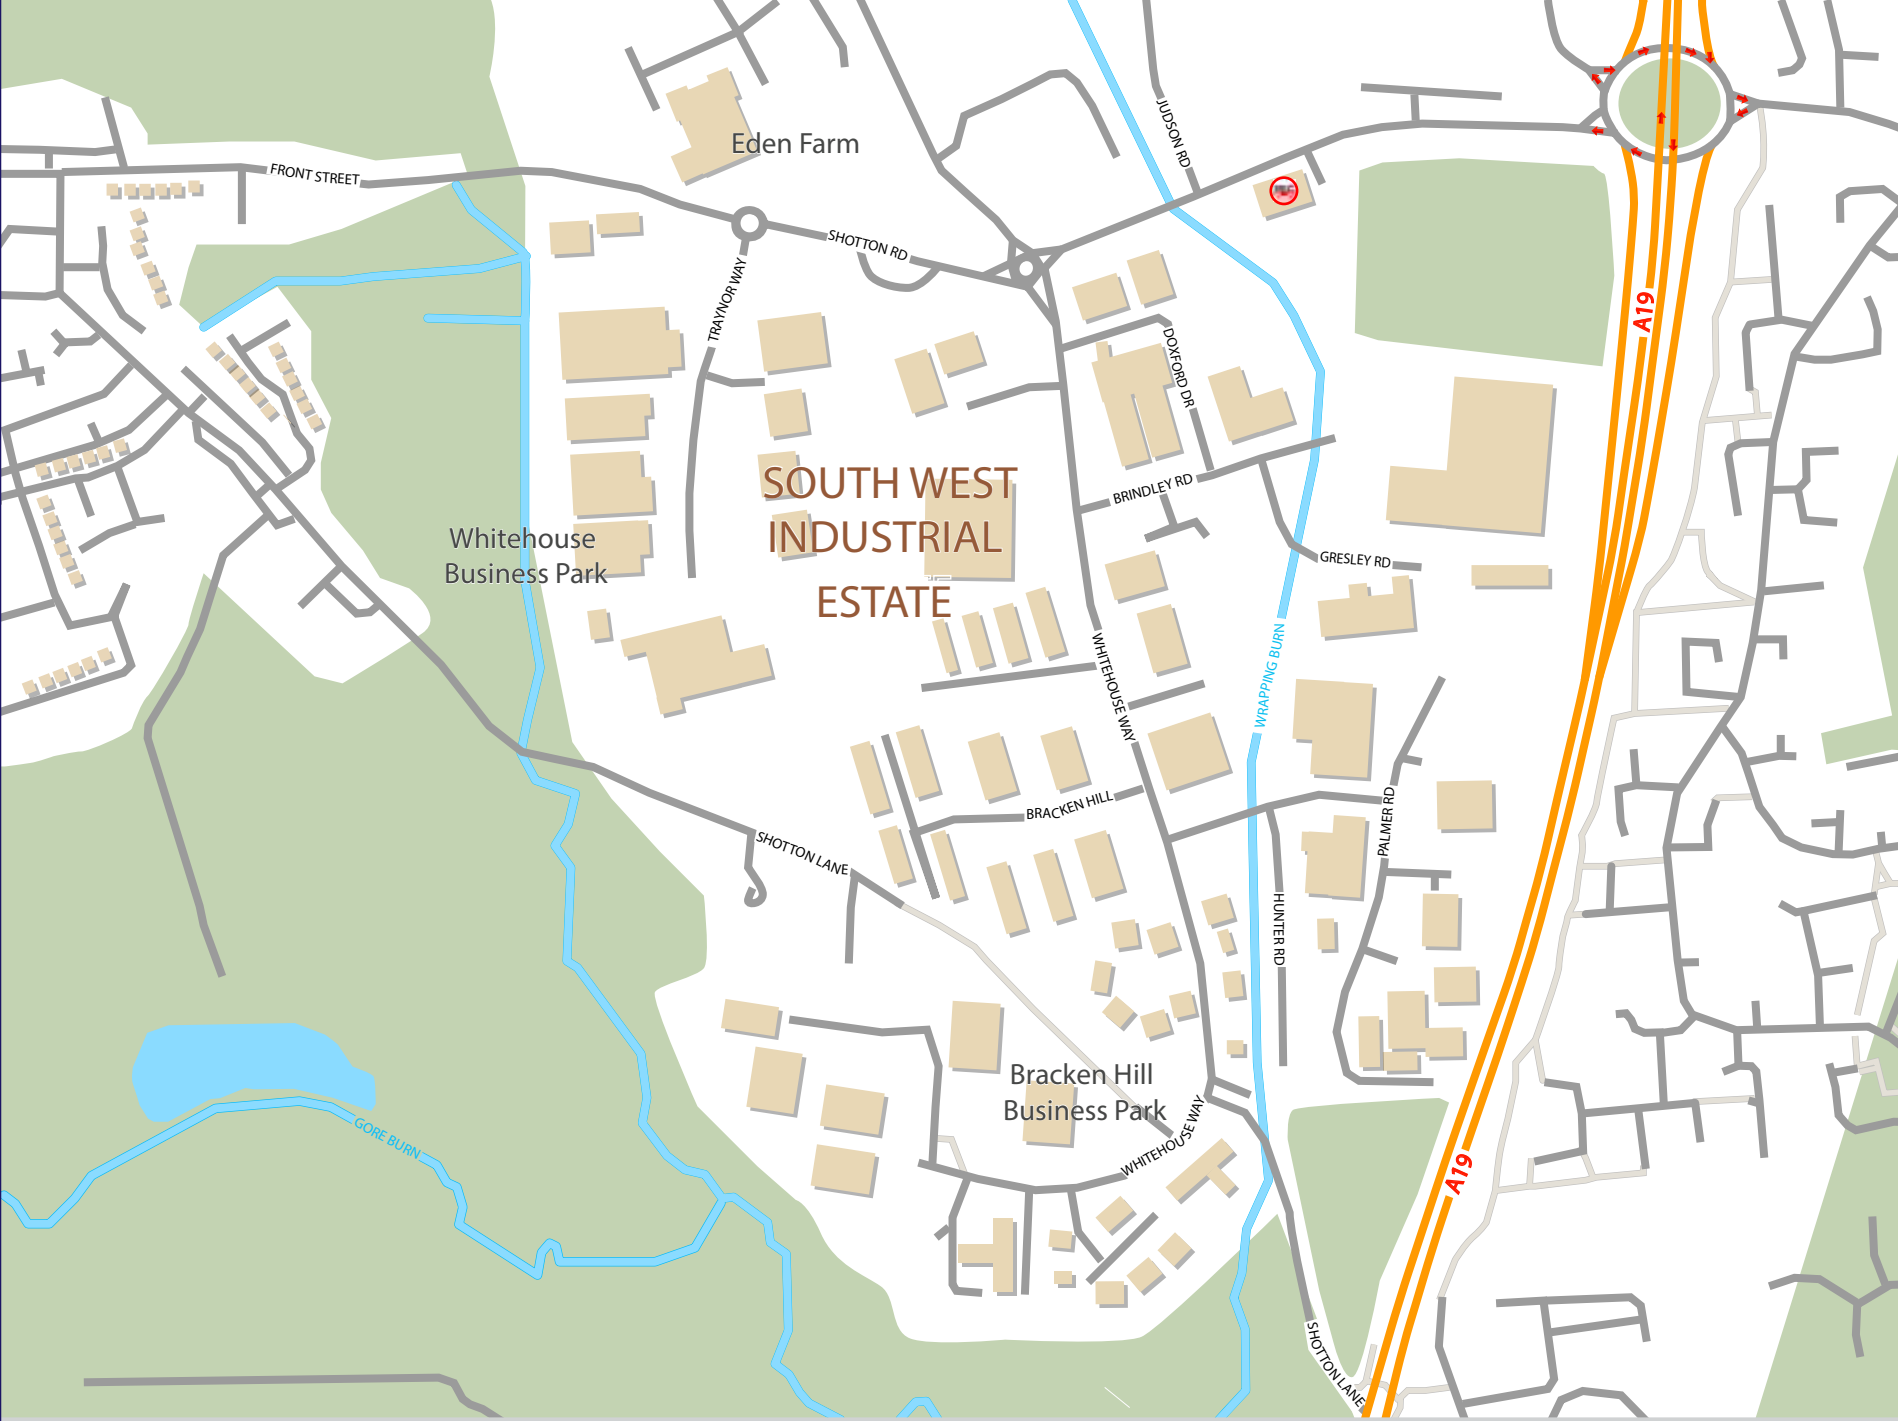 JUDSON RD
Eden Farm
FRONT STREET
SHOTTON RD
TRAYNOR WAY
A19
DOXFORD DR
SOUTH WEST
INDUSTRIAL
ESTATE
BRINDLEY RD
Whitehouse
Business Park
GRESLEY RD
WHITEHOUSE WAY
WRAPPING BURN
BRACKEN HILL
PALMER RD
SHOTTON LANE
HUNTER RD
Bracken Hill
Business Park
WHITEHOUSE WAY
GORE BURN
A19
SHOTTON LANE